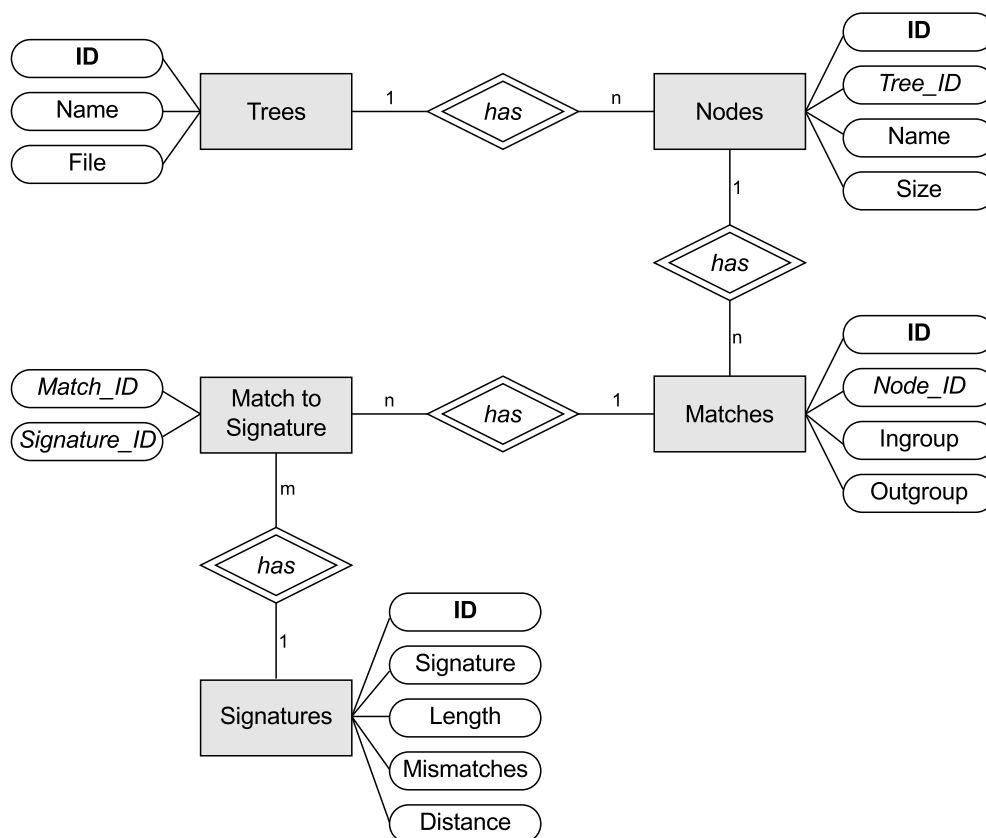 ID
Name
File
Trees
1
has
n
Nodes
ID
Tree_ID
Name
Size
1
has
n
Match_ID
Signature_ID
Match to
Signature
n
has
1
Matches
ID
Node_ID
Ingroup
Outgroup
m
has
1
Signatures
ID
Signature
Length
Mismatches
Distance